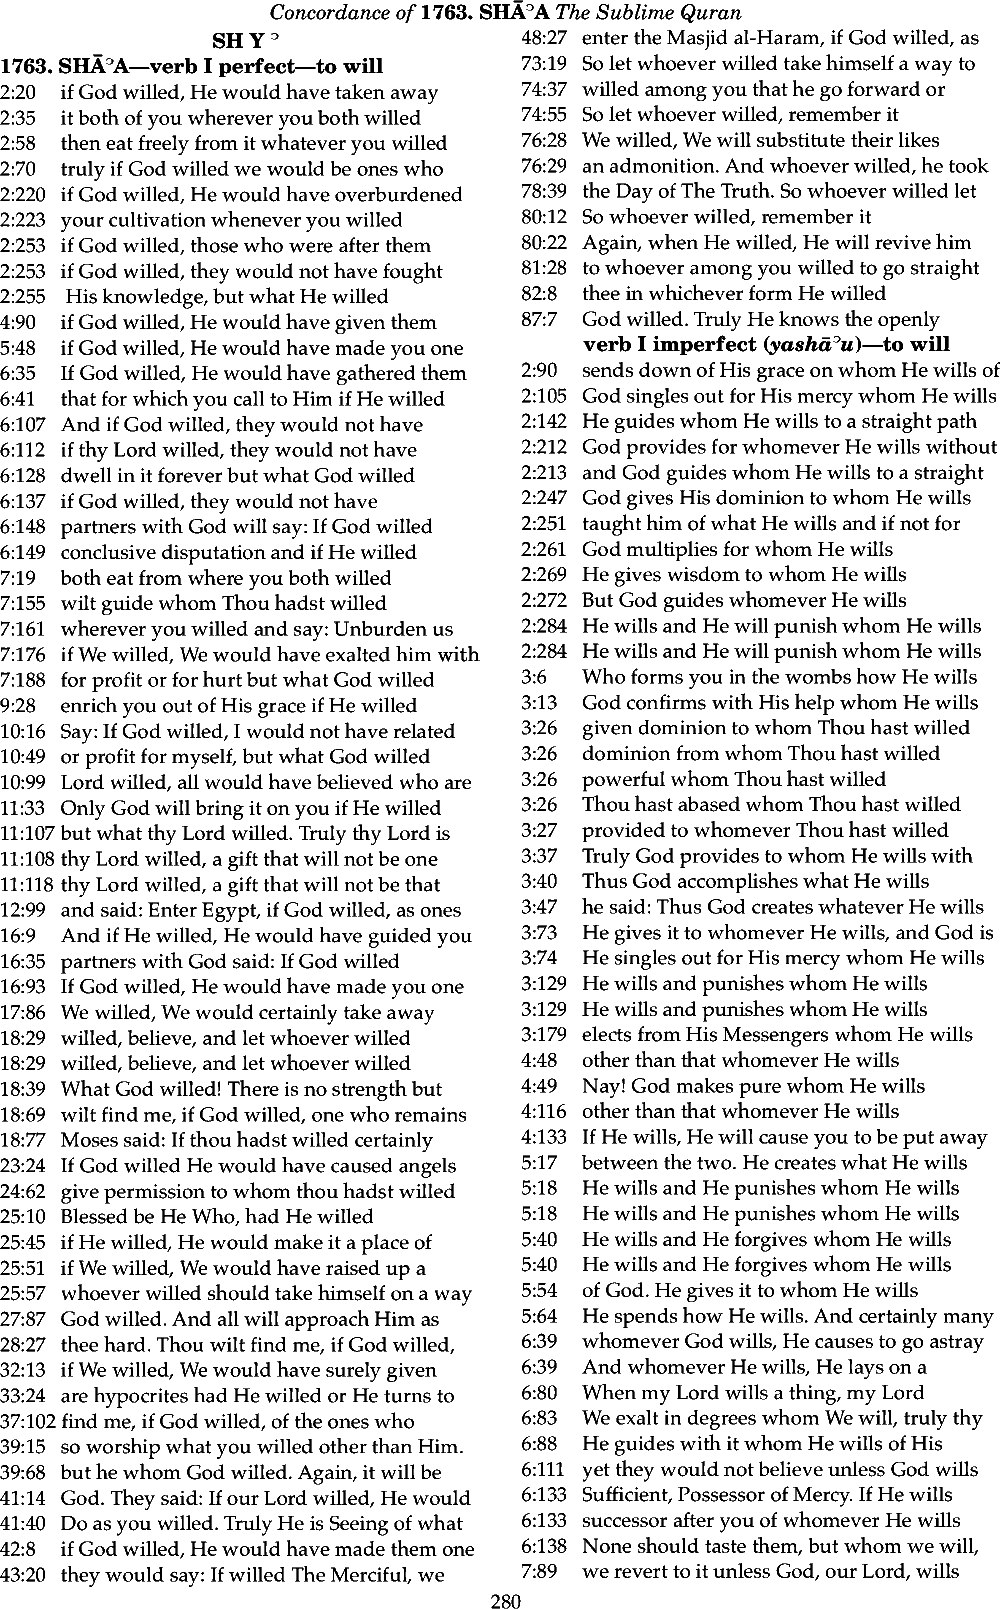 Concordance of 1763. SHĀᵓA The Sublime Quran
SH Y ᵓ
1763. SHĀᵓA—verb I perfect—to will
2:20 if God willed, He would have taken away
2:35 it both of you wherever you both willed
2:58 then eat freely from it whatever you willed
2:70 truly if God willed we would be ones who
2:220 if God willed, He would have overburdened
2:223 your cultivation whenever you willed
2:253 if God willed, those who were after them
2:253 if God willed, they would not have fought
2:255 His knowledge, but what He willed
4:90 if God willed, He would have given them
5:48 if God willed, He would have made you one
6:35 If God willed, He would have gathered them
6:41 that for which you call to Him if He willed
6:107 And if God willed, they would not have
6:112 if thy Lord willed, they would not have
6:128 dwell in it forever but what God willed
6:137 if God willed, they would not have
6:148 partners with God will say: If God willed
6:149 conclusive disputation and if He willed
7:19 both eat from where you both willed
7:155 wilt guide whom Thou hadst willed
7:161 wherever you willed and say: Unburden us
7:176 if We willed, We would have exalted him with
7:188 for profit or for hurt but what God willed
9:28 enrich you out of His grace if He willed
10:16 Say: If God willed, I would not have related
10:49 or profit for myself, but what God willed
10:99 Lord willed, all would have believed who are
11:33 Only God will bring it on you if He willed
11:107 but what thy Lord willed. Truly thy Lord is
11:108 thy Lord willed, a gift that will not be one
11:118 thy Lord willed, a gift that will not be that
12:99 and said: Enter Egypt, if God willed, as ones
16:9 And if He willed, He would have guided you
16:35 partners with God said: If God willed
16:93 If God willed, He would have made you one
17:86 We willed, We would certainly take away
18:29 willed, believe, and let whoever willed
18:29 willed, believe, and let whoever willed
18:39 What God willed! There is no strength but
18:69 wilt find me, if God willed, one who remains
18:77 Moses said: If thou hadst willed certainly
23:24 If God willed He would have caused angels
24:62 give permission to whom thou hadst willed
25:10 Blessed be He Who, had He willed
25:45 if He willed, He would make it a place of
25:51 if We willed, We would have raised up a
25:57 whoever willed should take himself on a way
27:87 God willed. And all will approach Him as
28:27 thee hard. Thou wilt find me, if God willed,
32:13 if We willed, We would have surely given
33:24 are hypocrites had He willed or He turns to
37:102 find me, if God willed, of the ones who
39:15 so worship what you willed other than Him.
39:68 but he whom God willed. Again, it will be
41:14 God. They said: If our Lord willed, He would
41:40 Do as you willed. Truly He is Seeing of what
42:8 if God willed, He would have made them one
43:20 they would say: If willed The Merciful, we
48:27 enter the Masjid al-Haram, if God willed, as
73:19 So let whoever willed take himself a way to
74:37 willed among you that he go forward or
74:55 So let whoever willed, remember it
76:28 We willed, We will substitute their likes
76:29 an admonition. And whoever willed, he took
78:39 the Day of The Truth. So whoever willed let
80:12 So whoever willed, remember it
80:22 Again, when He willed, He will revive him
81:28 to whoever among you willed to go straight
82:8 thee in whichever form He willed
87:7 God willed. Truly He knows the openly
verb I imperfect (yashāᵓu)—to will
2:90 sends down of His grace on whom He wills of
2:105 God singles out for His mercy whom He wills
2:142 He guides whom He wills to a straight path
2:212 God provides for whomever He wills without
2:213 and God guides whom He wills to a straight
2:247 God gives His dominion to whom He wills
2:251 taught him of what He wills and if not for
2:261 God multiplies for whom He wills
2:269 He gives wisdom to whom He wills
2:272 But God guides whomever He wills
2:284 He wills and He will punish whom He wills
2:284 He wills and He will punish whom He wills
3:6 Who forms you in the wombs how He wills
3:13 God confirms with His help whom He wills
3:26 given dominion to whom Thou hast willed
3:26 dominion from whom Thou hast willed
3:26 powerful whom Thou hast willed
3:26 Thou hast abased whom Thou hast willed
3:27 provided to whomever Thou hast willed
3:37 Truly God provides to whom He wills with
3:40 Thus God accomplishes what He wills
3:47 he said: Thus God creates whatever He wills
3:73 He gives it to whomever He wills, and God is
3:74 He singles out for His mercy whom He wills
3:129 He wills and punishes whom He wills
3:129 He wills and punishes whom He wills
3:179 elects from His Messengers whom He wills
4:48 other than that whomever He wills
4:49 Nay! God makes pure whom He wills
4:116 other than that whomever He wills
4:133 If He wills, He will cause you to be put away
5:17 between the two. He creates what He wills
5:18 He wills and He punishes whom He wills
5:18 He wills and He punishes whom He wills
5:40 He wills and He forgives whom He wills
5:40 He wills and He forgives whom He wills
5:54 of God. He gives it to whom He wills
5:64 He spends how He wills. And certainly many
6:39 whomever God wills, He causes to go astray
6:39 And whomever He wills, He lays on a
6:80 When my Lord wills a thing, my Lord
6:83 We exalt in degrees whom We will, truly thy
6:88 He guides with it whom He wills of His
6:111 yet they would not believe unless God wills
6:133 Sufficient, Possessor of Mercy. If He wills
6:133 successor after you of whomever He wills
6:138 None should taste them, but whom we will,
7:89 we revert to it unless God, our Lord, wills
280